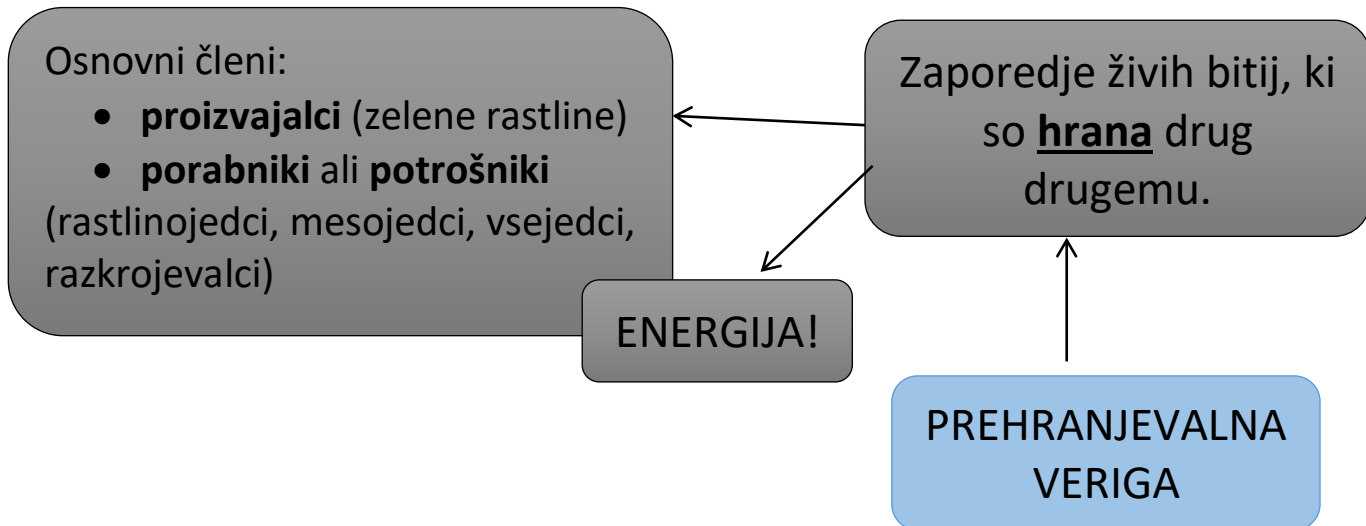 Osnovni členi:
• proizvajalci (zelene rastline)
• porabniki ali potrošniki
(rastlinojedci, mesojedci, vsejedci,
razkrojevalci)
Zaporedje živih bitij, ki
so hrana drug
drugemu.
ENERGIJA!
PREHRANJEVALNA
VERIGA